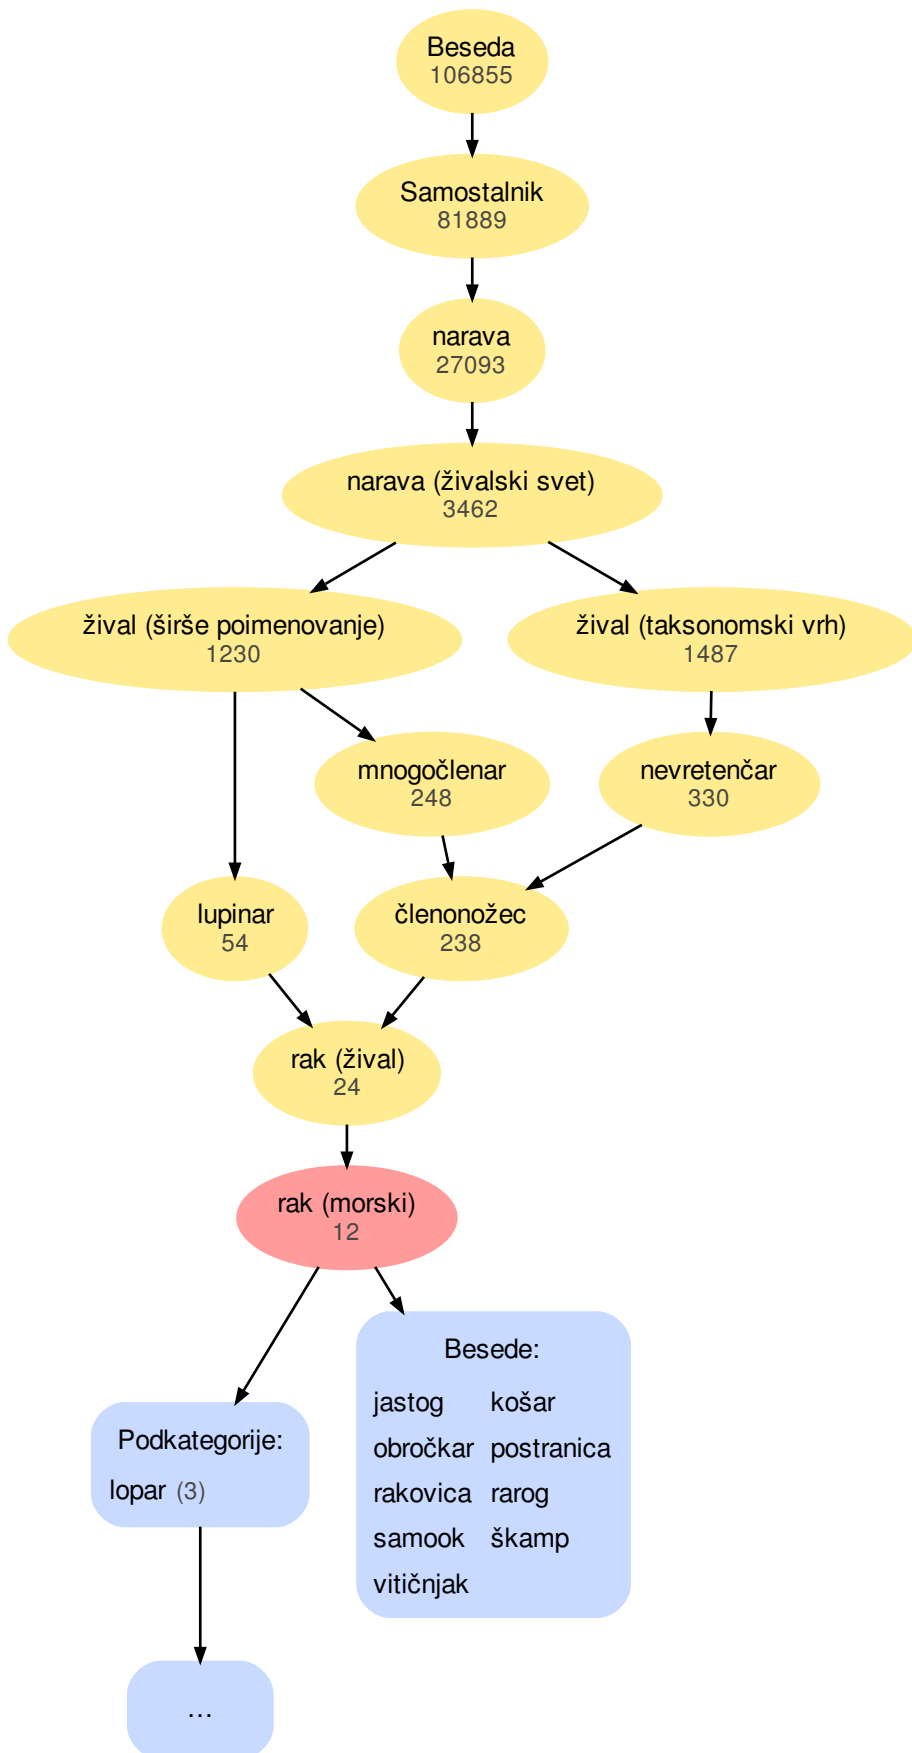 Beseda
106855
Samostalnik
81889
narava
27093
narava (živalski svet)
3462
žival (širše poimenovanje)
1230
žival (taksonomski vrh)
1487
mnogočlenar
248
nevretenčar
330
lupinar
54
členonožec
238
rak (žival)
24
rak (morski)
12
Podkategorije:
lopar (3)
...
Besede:
jastog košar
obročkar postranica
rakovica rarog
samook škamp
vitičnjak